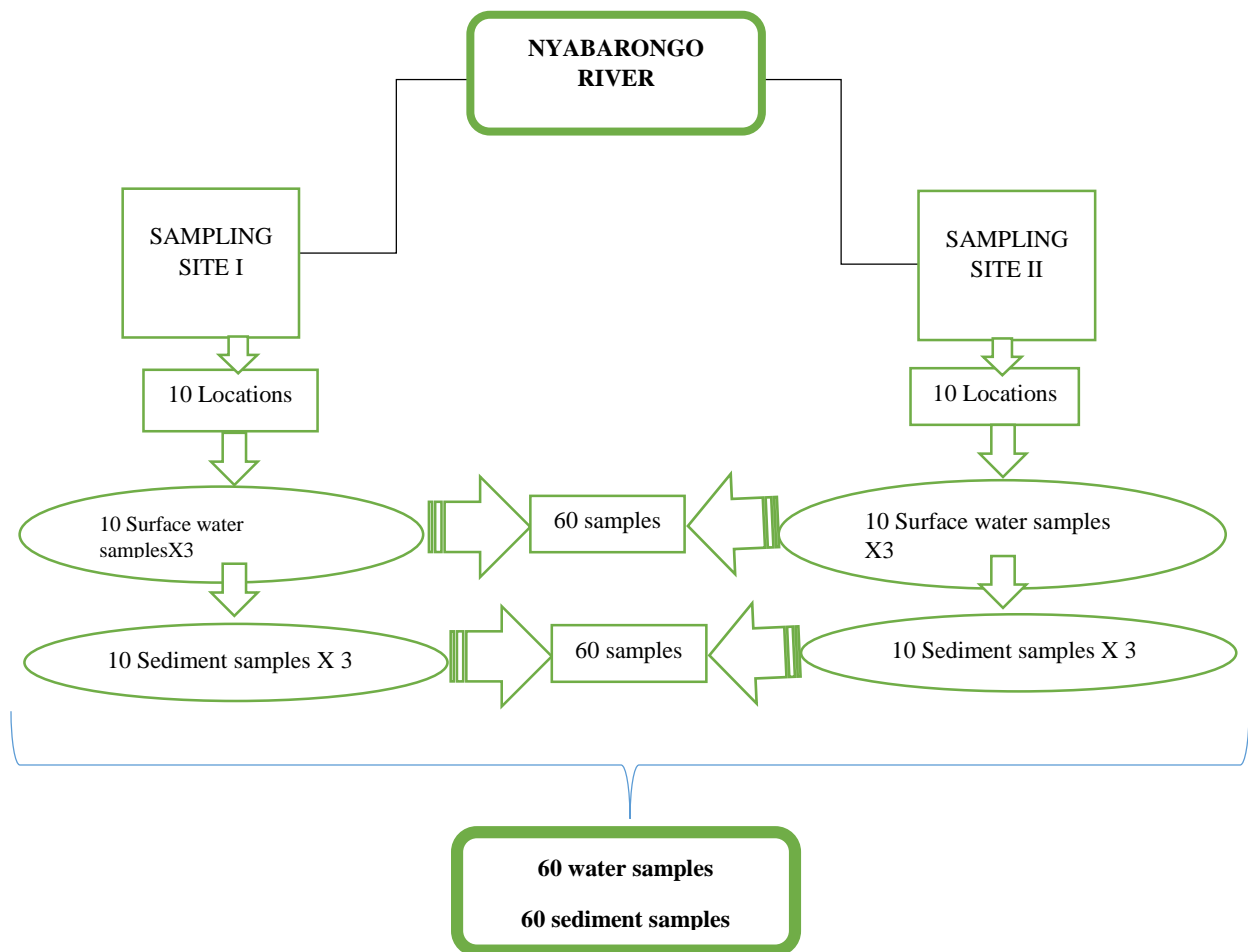 NYABARONGO
RIVER
SAMPLING
SITE I
SAMPLING
SITE II
10 Locations
10 Locations
10 Surface water
samplesX3
60 samples
10 Surface water samples
X3
10 Sediment samples X 3
60 samples
10 Sediment samples X 3
60 water samples
60 sediment samples